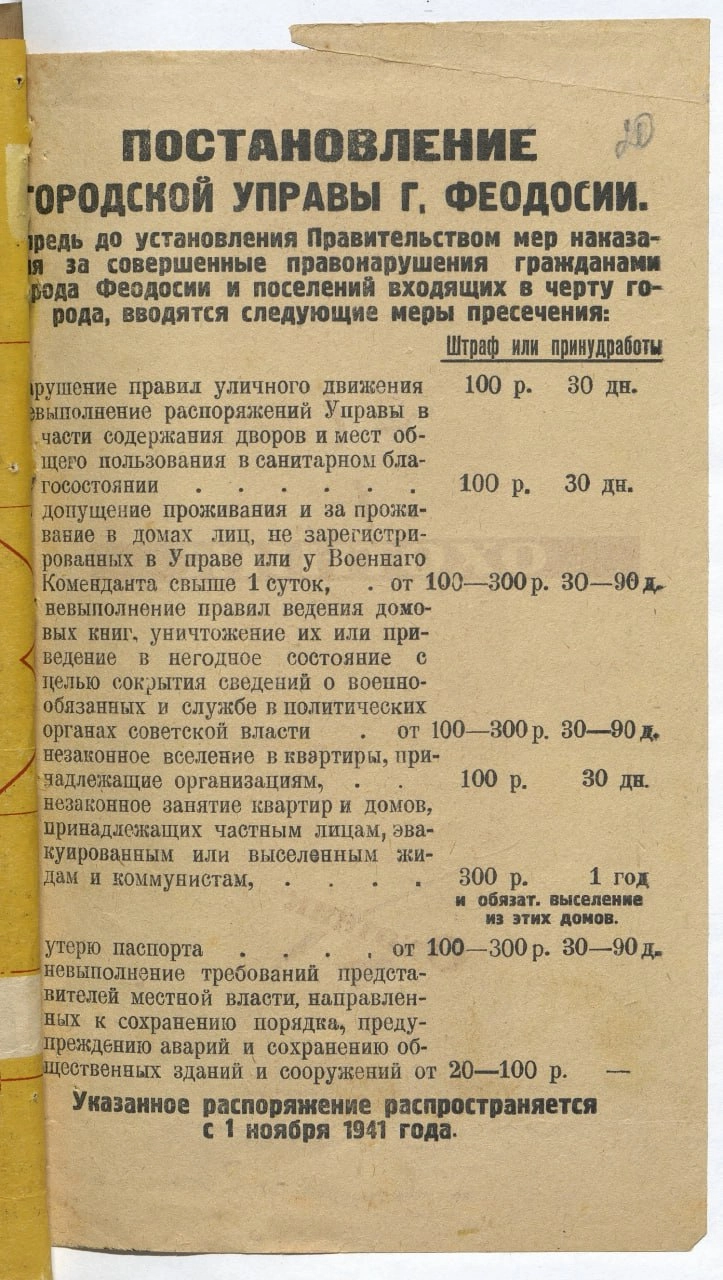 20
ПОСТАНОВЛЕНИЕ
ГОРОДСКОЙ УПРАВЫ Г. ФЕОДОСИИ.
предь до установления Правительством мер наказа-
я за совершенные правонарушения гражданами
рода Феодосии и поселений входящих в черту го-
рода, вводятся следующие меры пресечения:
Штраф или принудработы
рушение правил уличного движения 100 р. 30 дн.
евыполнение распоряжений Управы в
части содержания дворов и мест об-
щего пользования в санитарном бла-
госостоянии . . . . . . 100 р. 30 дн.
допущение проживания и за прожи-
вание в домах лиц, не зарегистри-
рованных в Управе или у Военнаго
Коменданта свыше 1 суток, . от 100—300 р. 30—90 д.
невыполнение правил ведения домо-
вых книг, уничтожение их или при-
ведение в негодное состояние с
целью сокрытия сведений о военно-
обязанных и службе в политических
органах советской власти . от 100—300 р. 30—90 д.
незаконное вселение в квартиры, при-
надлежащие организациям, . . 100 р. 30 дн.
незаконное занятие квартир и домов,
принадлежащих частным лицам, эва-
куированным или выселенным жи-
дам и коммунистам, . . . . 300 р. 1 год
и обязат. выселение
из этих домов.
утерю паспорта . . . . от 100—300 р. 30—90 д.
невыполнение требований предста-
вителей местной власти, направлен-
ных к сохранению порядка, преду-
преждению аварий и сохранению об-
щественных зданий и сооружений от 20—100 р. —
Указанное распоряжение распространяется
с 1 ноября 1941 года.